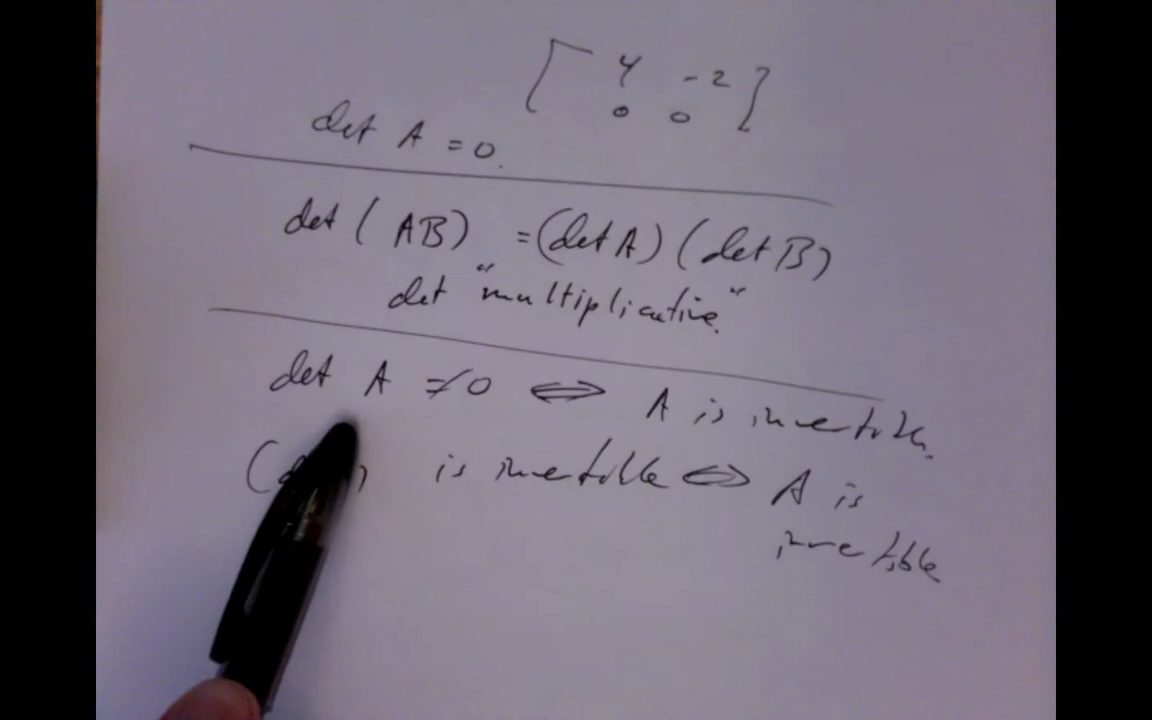 [ 4 -2 ]
0 0
det A = 0.
det (AB) = (det A) (det B)
det "multiplicative."
det A ≠ 0 ⇔ A is invertible.
( is invertible ⇔ A is
invertible